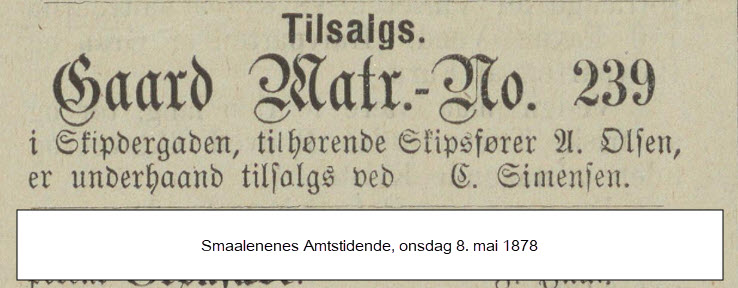 Tilsalgs.
Gaard Matr.-No. 239
i Skipdergaden, tilhørende Skipsfører A. Olsen,
er underhaand tilsalgs ved C. Simensen.
Smaalenenes Amtstidende, onsdag 8. mai 1878